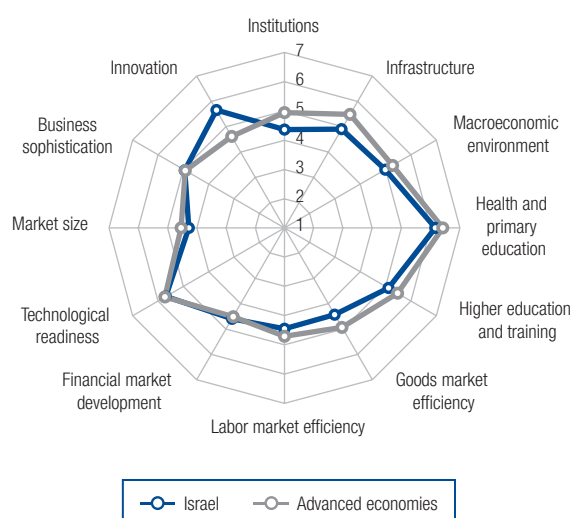 Institutions
7
6
5
4
3
2
1
Innovation
Infrastructure
Business
sophistication
Macroeconomic
environment
Market size
Health and
primary
education
Technological
readiness
Higher education
and training
Financial market
development
Goods market
efficiency
Labor market efficiency
Israel
Advanced economies